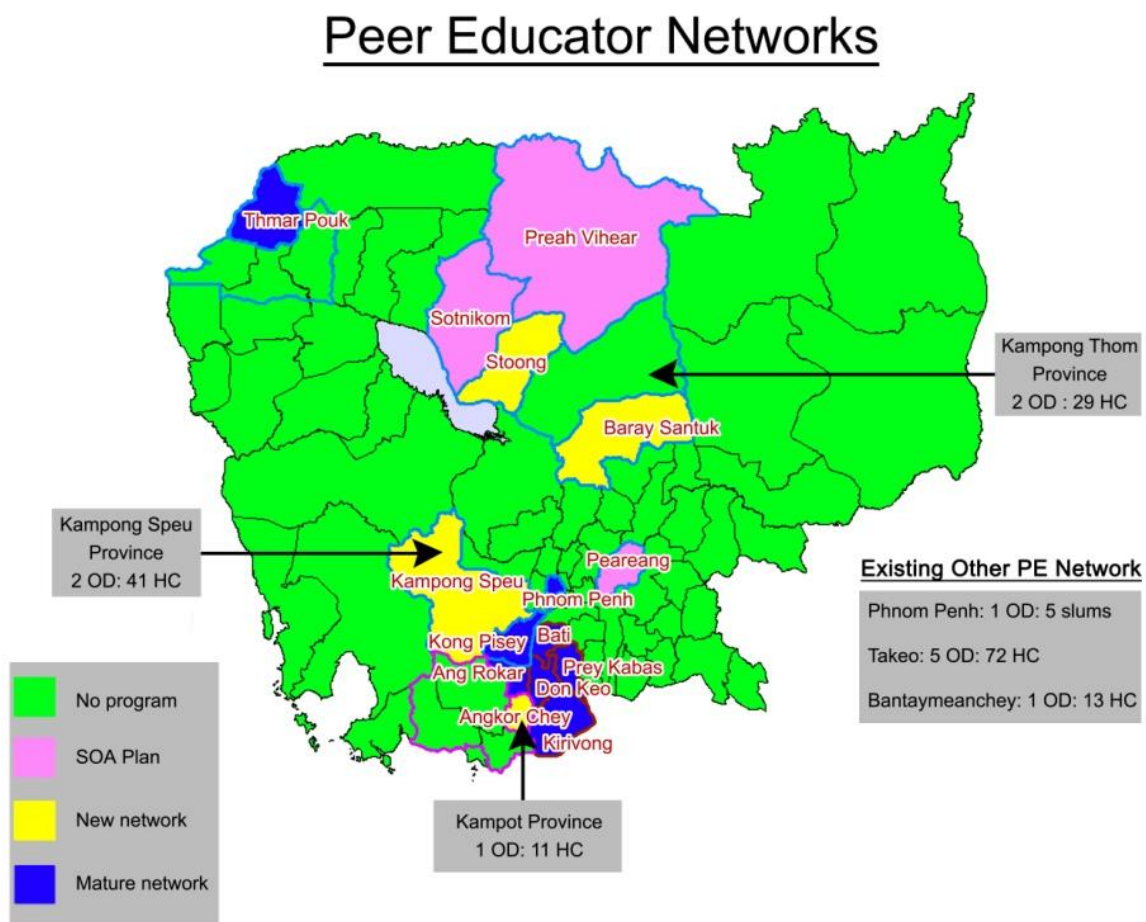 Peer Educator Networks
Thmar Pouk
Preah Vihear
Sotnikom
Stoong
Kampong Thom
Province
2 OD : 29 HC
Baray Santuk
Kampong Speu
Province
2 OD: 41 HC
Peareang
Kampong Speu
Phnom Penh
Kong Pisey
Bati
Ang Rokar
Prey Kabas
Don Keo
Angkor Chey
Kirivong
Existing Other PE Network
Phnom Penh: 1 OD: 5 slums
Takeo: 5 OD: 72 HC
Bantaymeanchey: 1 OD: 13 HC
No program
SOA Plan
New network
Mature network
Kampot Province
1 OD: 11 HC